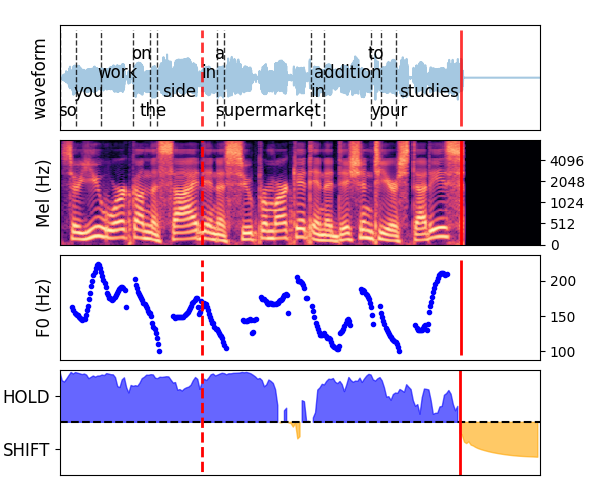 waveform
on a to
work in addition
you side in studies
so the supermarket your
Mel (Hz)
4096
2048
1024
512
0
F0 (Hz)
200
150
100
HOLD
SHIFT